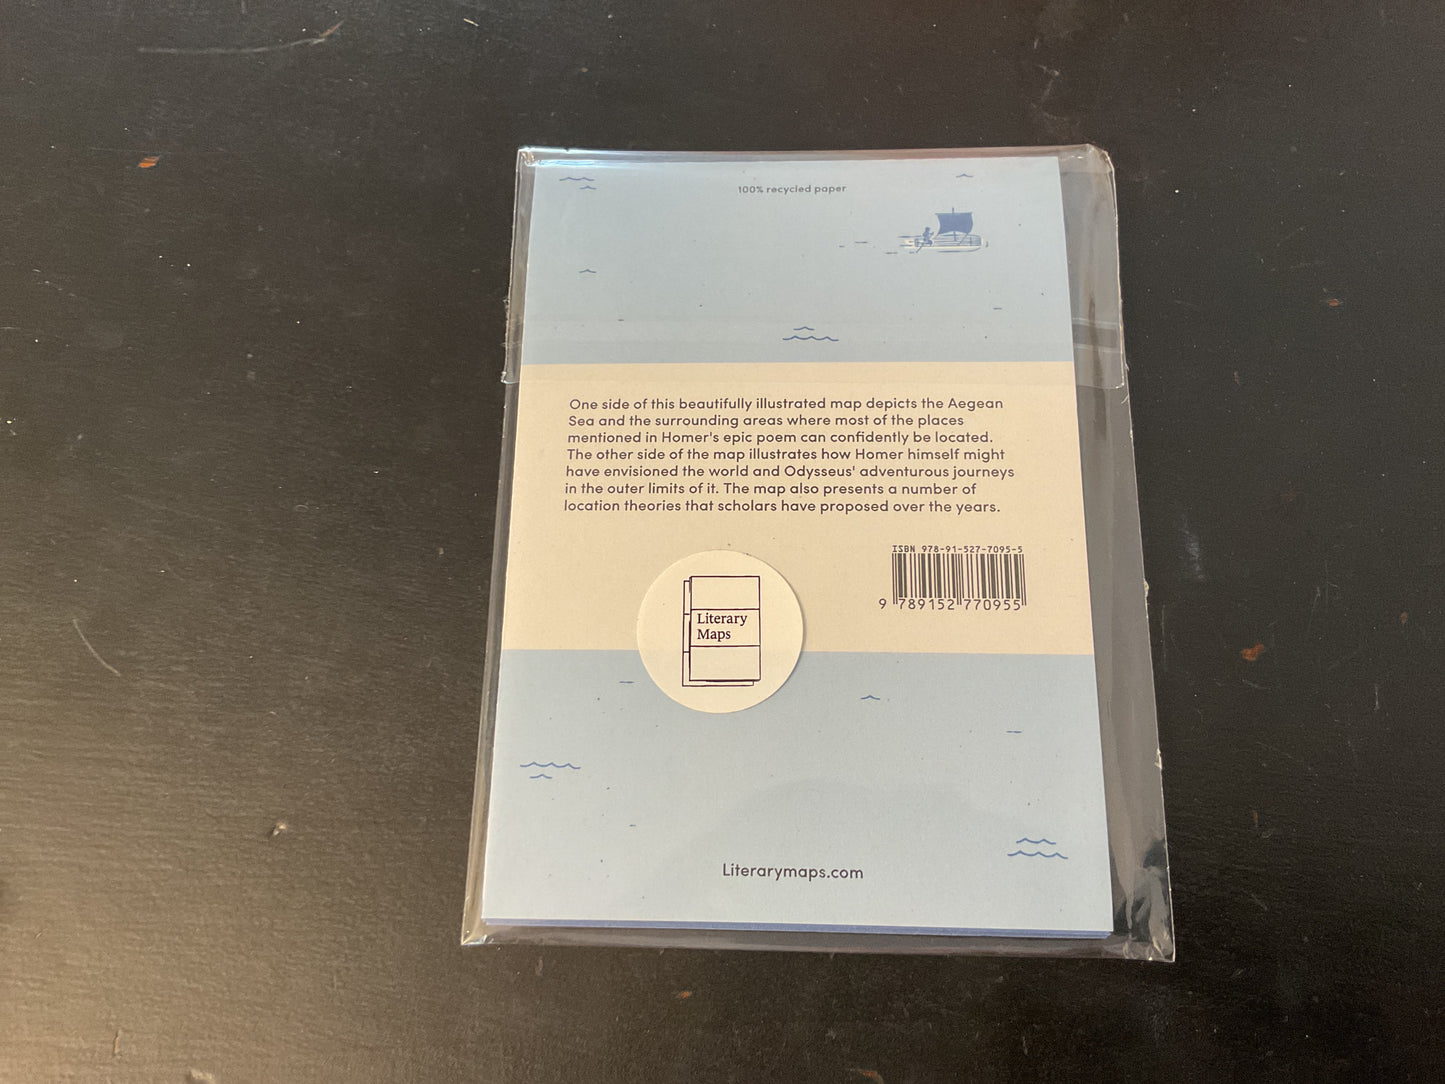 100% recycled paper
One side of this beautifully illustrated map depicts the Aegean
Sea and the surrounding areas where most of the places
mentioned in Homer's epic poem can confidently be located.
The other side of the map illustrates how Homer himself might
have envisioned the world and Odysseus' adventurous journeys
in the outer limits of it. The map also presents a number of
location theories that scholars have proposed over the years.
ISBN 978-91-527-7095-5
9 789152 770955
Literary
Maps
Literarymaps.com